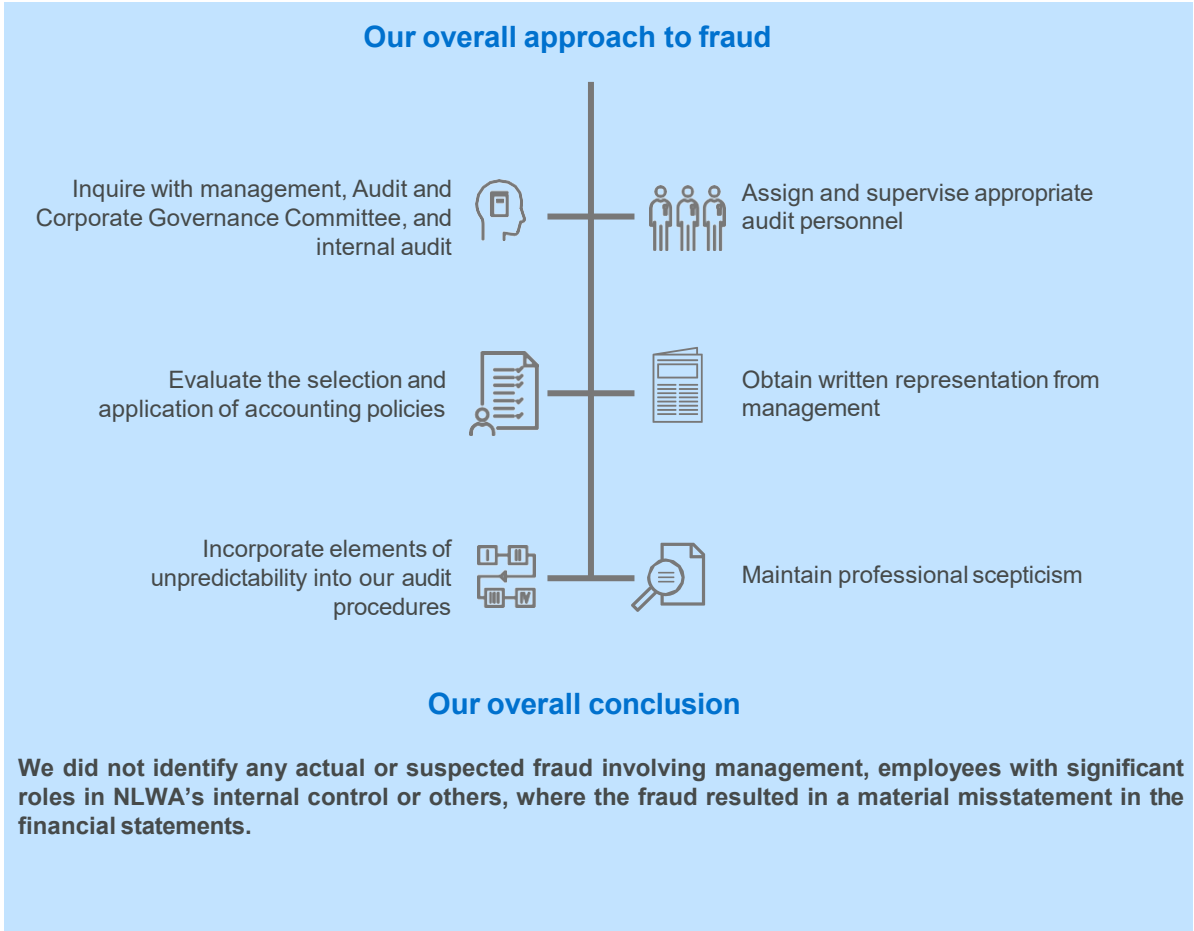 Our overall approach to fraud
Inquire with management, Audit and
Corporate Governance Committee, and
internal audit
Assign and supervise appropriate
audit personnel
Evaluate the selection and
application of accounting policies
Obtain written representation from
management
Incorporate elements of
unpredictability into our audit
procedures
I
II
III
IV
Maintain professional scepticism
Our overall conclusion
We did not identify any actual or suspected fraud involving management, employees with significant
roles in NLWA’s internal control or others, where the fraud resulted in a material misstatement in the
financial statements.